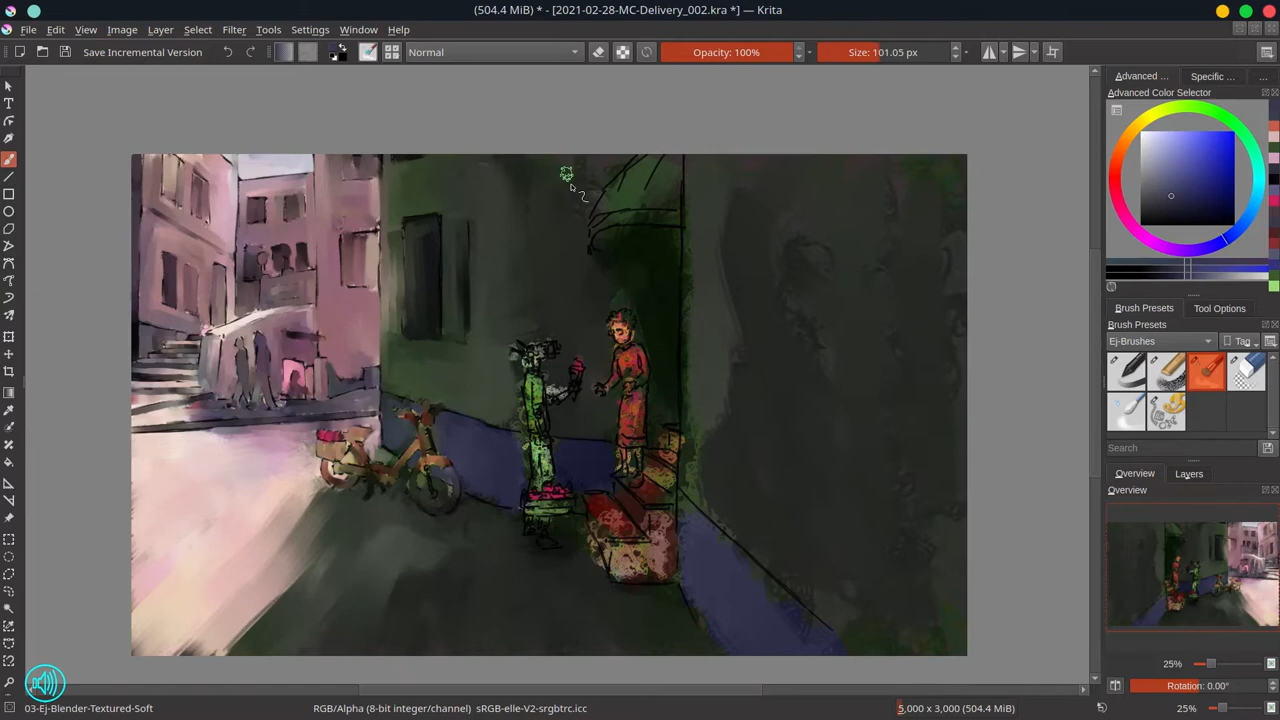 (504.4 MiB) * - [2021-02-28-MC-Delivery_002.kra *] — Krita
File Edit View Image Layer Select Filter Tools Settings Window Help
Save Incremental Version Normal Opacity: 100% Size: 101.05 px
Advanced ... Specific ... ...
Advanced Color Selector
Brush Presets Tool Options
Brush Presets
Ej-Brushes Tag
Search
Overview Layers
Overview
25%
Rotation: 0.00°
03-Ej-Blender-Textured-Soft RGB/Alpha (8-bit integer/channel) sRGB-elle-V2-srgbtrc.icc 5,000 x 3,000 (504.4 MiB) 25%